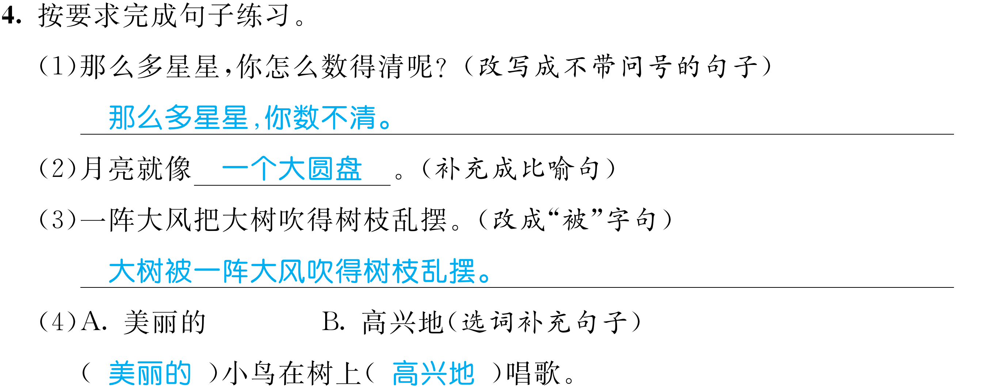 4. 按要求完成句子练习。
(1)那么多星星,你怎么数得清呢?(改写成不带问号的句子)
那么多星星,你数不清。
(2)月亮就像 一个大圆盘 。(补充成比喻句)
(3)一阵大风把大树吹得树枝乱摆。(改成“被”字句)
大树被一阵大风吹得树枝乱摆。
(4)A. 美丽的 B. 高兴地(选词补充句子)
( 美丽的 )小鸟在树上( 高兴地 )唱歌。